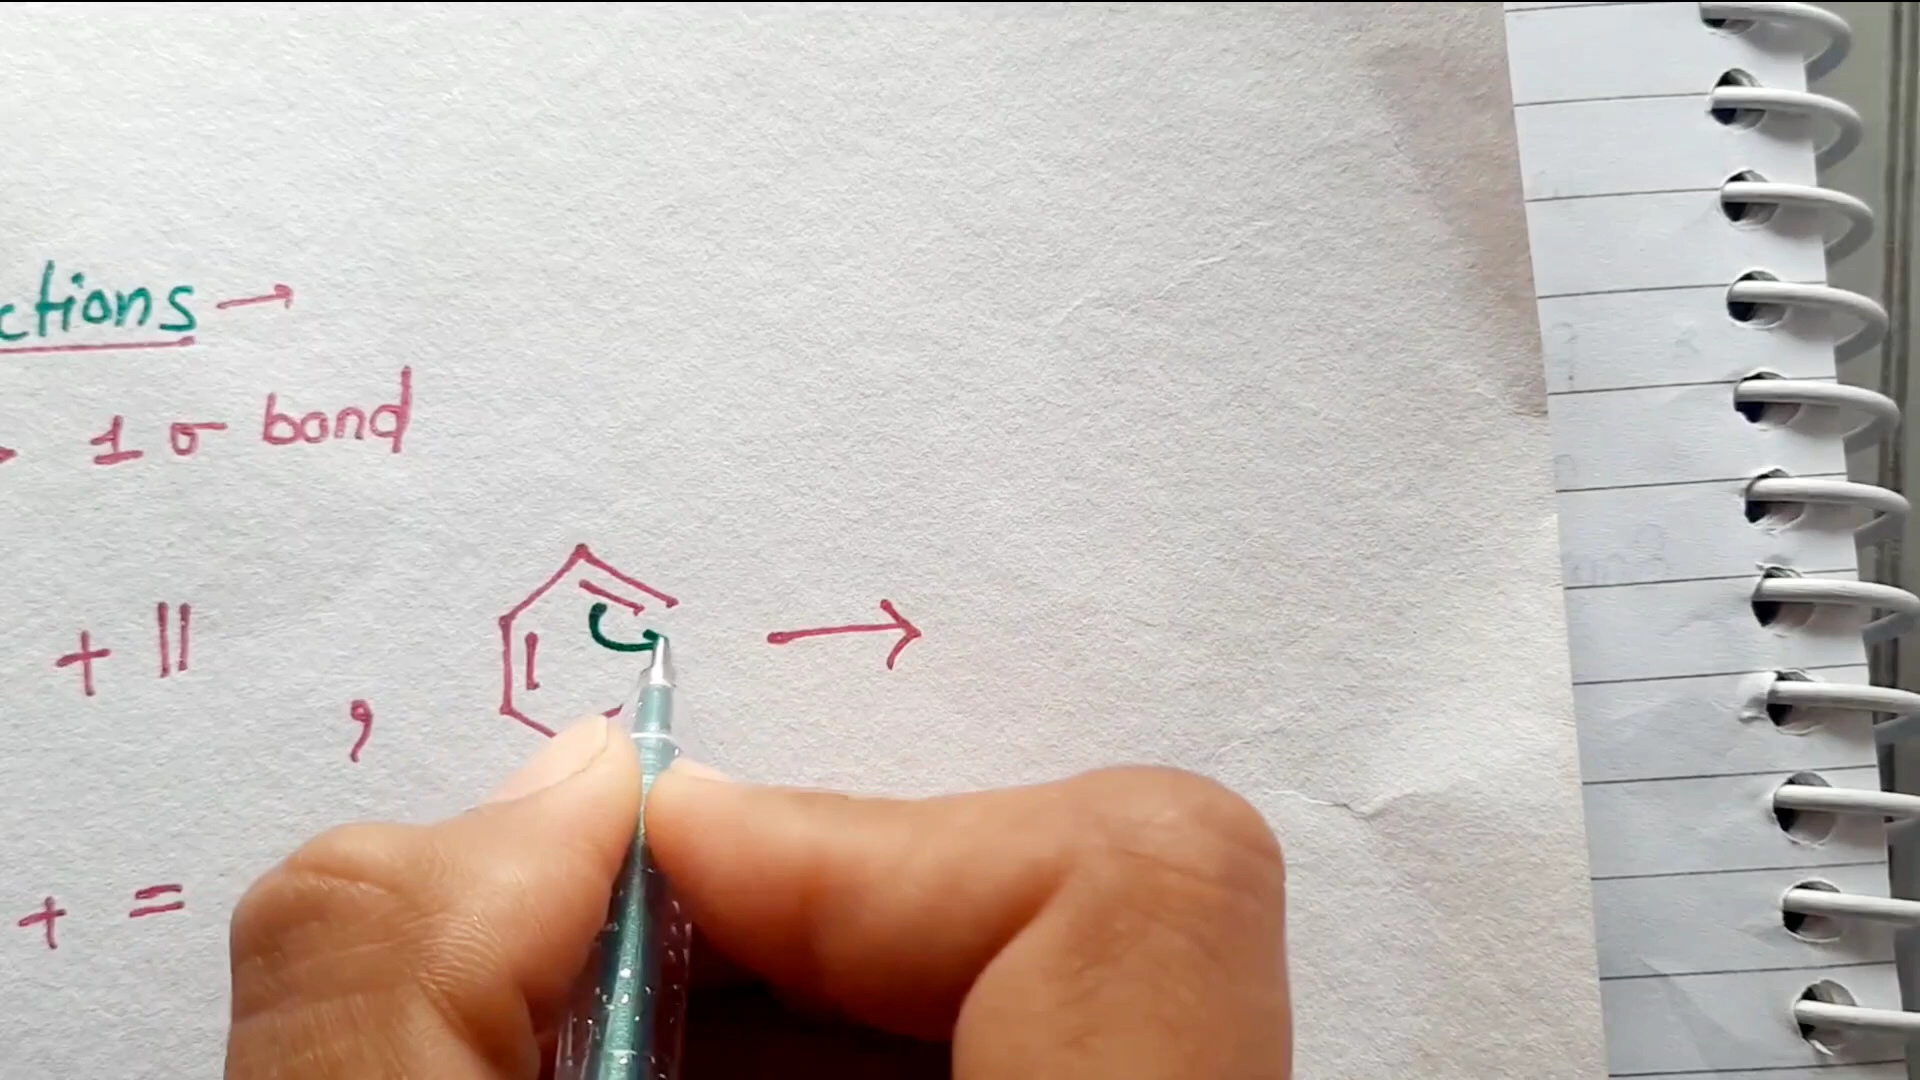 ctions →
1 σ bond
+ ||
,
+ =